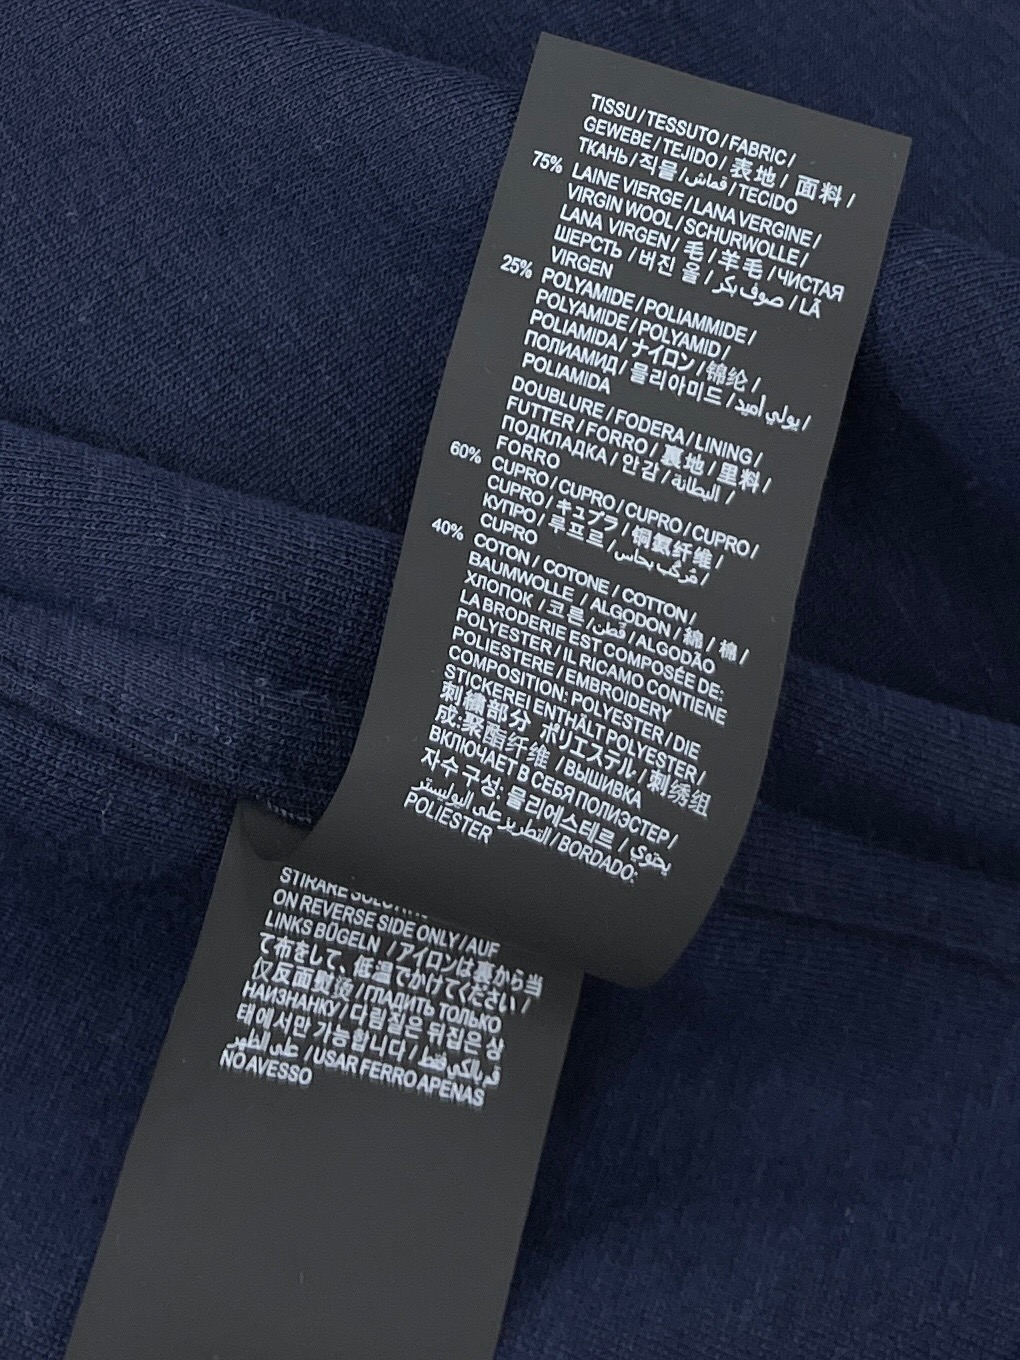 TISSU / TESSUTO / FABRIC /
GEWEBE / TEJIDO / 表地 / 面料 /
ТКАНЬ / 직물 / قماش / TECIDO
75% LAINE VIERGE / LANA VERGINE /
VIRGIN WOOL / SCHURWOLLE /
LANA VIRGEN / 毛 / 羊毛 / ЧИСТАЯ
ШЕРСТЬ / 버진 울 / صوف بكر / LÃ
VIRGEN
25% POLYAMIDE / POLIAMMIDE /
POLYAMIDE / POLYAMID /
POLIAMIDA / ナイロン / 锦纶 /
ПОЛИАМИД / 폴리아미드 / بولي أميد /
POLIAMIDA
DOUBLURE / FODERA / LINING /
FUTTER / FORRO / 裏地 / 里料 /
ПОДКЛАДКА / 안감 / البطانة /
FORRO
60% CUPRO / CUPRO / CUPRO / CUPRO /
CUPRO / キュプラ / 铜氨纤维 /
КУПРО / 루프르 / مُركّب بحاس /
CUPRO
40% COTON / COTONE / COTTON /
BAUMWOLLE / ALGODON / 綿 / 棉 /
ХЛОПОК / 코튼 / قطن / ALGODÃO
LA BRODERIE EST COMPOSÉE DE:
POLYESTER / IL RICAMO CONTIENE
POLIESTERE / EMBROIDERY
COMPOSITION: POLYESTER / DIE
STICKEREI ENTHÄLT POLYESTER /
刺繍部分 ポリエステル / 刺绣组
成:聚酯纤维 / ВЫШИВКА
ВКЛЮЧАЕТ В СЕБЯ ПОЛИЭСТЕР /
자수 구성: 폴리에스테르 / يحتوي
التطريز على البوليستر / BORDADO:
POLIESTER
STIRARE
ON REVERSE SIDE ONLY / AUF
LINKS BÜGELN / アイロンは裏から当
て布をして、低温でかけてください /
仅反面熨烫 / ГЛАДИТЬ ТОЛЬКО
НАИЗНАНКУ / 다림질은 뒤집은 상
태에서만 가능합니다 / قم بالكي فقط
على الظهر / USAR FERRO APENAS
NO AVESSO